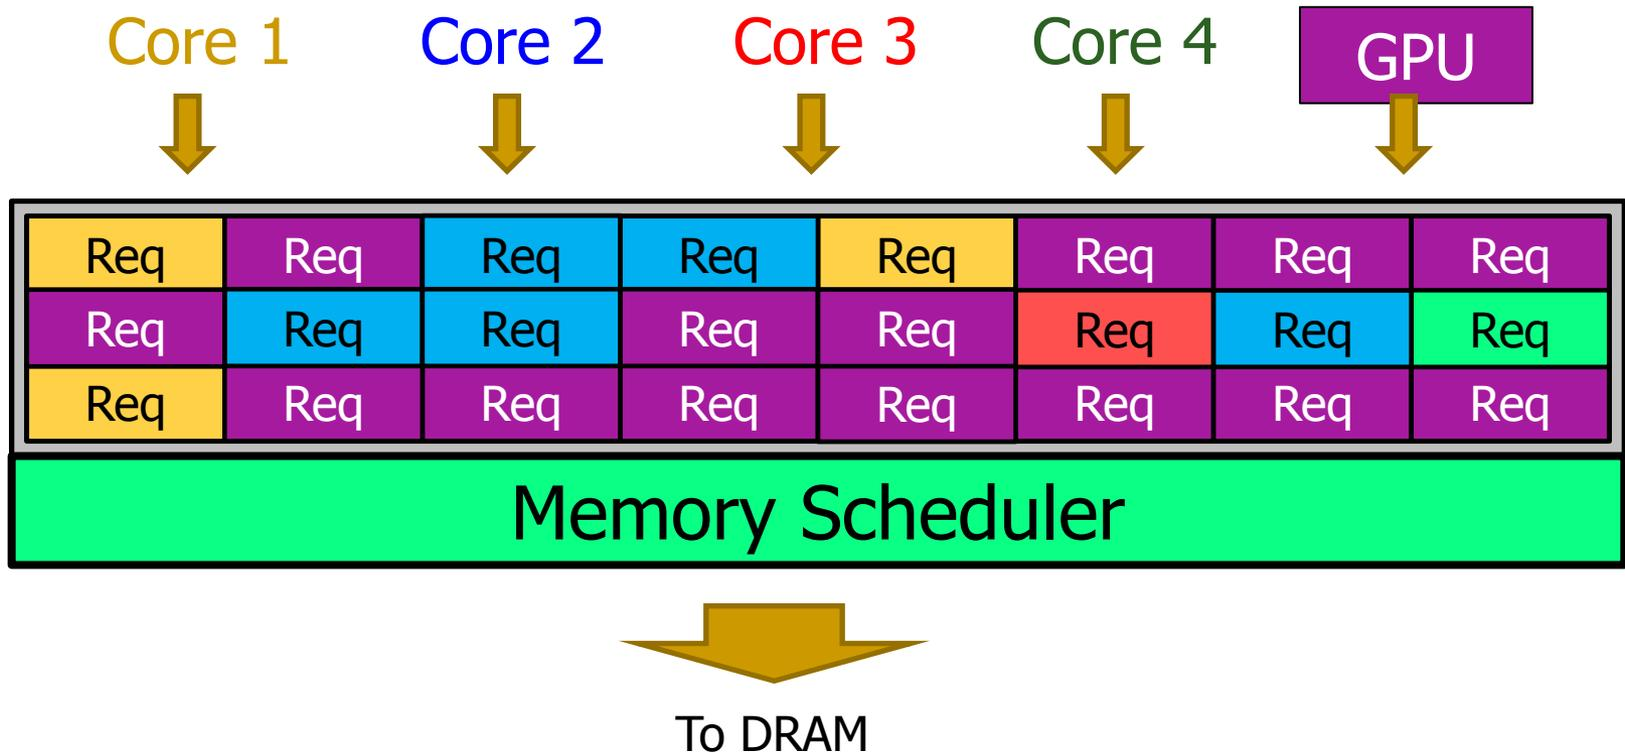 Core 1 Core 2 Core 3 Core 4 GPU
Req Req Req Req Req Req Req Req
Req Req Req Req Req Req Req Req
Req Req Req Req Req Req Req Req
Memory Scheduler
To DRAM